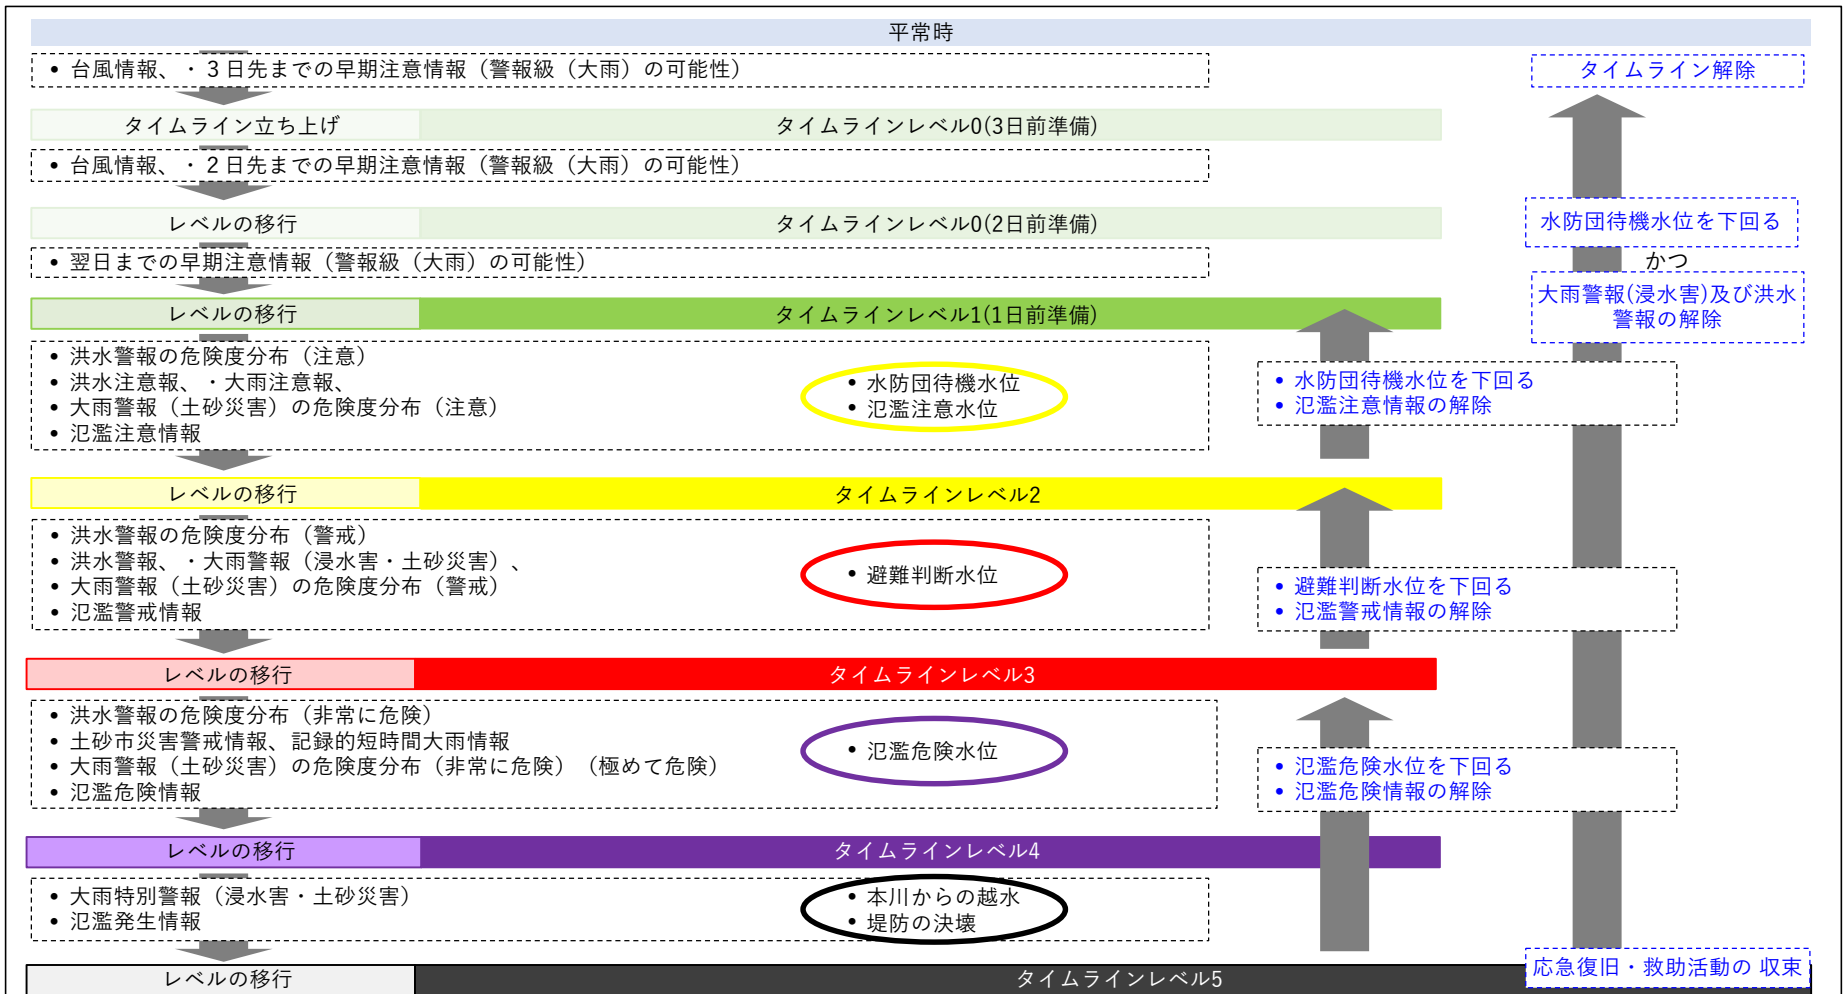 平常時
• 台風情報、・３日先までの早期注意情報（警報級（大雨）の可能性）
タイムライン解除
タイムライン立ち上げ
タイムラインレベル0(3日前準備)
• 台風情報、・２日先までの早期注意情報（警報級（大雨）の可能性）
レベルの移行
タイムラインレベル0(2日前準備)
水防団待機水位を下回る
かつ
大雨警報(浸水害)及び洪水
警報の解除
• 翌日までの早期注意情報（警報級（大雨）の可能性）
レベルの移行
タイムラインレベル1(1日前準備)
• 洪水警報の危険度分布（注意）
• 洪水注意報、・大雨注意報、
• 大雨警報（土砂災害）の危険度分布（注意）
• 氾濫注意情報
• 水防団待機水位
• 氾濫注意水位
• 水防団待機水位を下回る
• 氾濫注意情報の解除
レベルの移行
タイムラインレベル2
• 洪水警報の危険度分布（警戒）
• 洪水警報、・大雨警報（浸水害・土砂災害）、
• 大雨警報（土砂災害）の危険度分布（警戒）
• 氾濫警戒情報
• 避難判断水位
• 避難判断水位を下回る
• 氾濫警戒情報の解除
レベルの移行
タイムラインレベル3
• 洪水警報の危険度分布（非常に危険）
• 土砂市災害警戒情報、記録的短時間大雨情報
• 大雨警報（土砂災害）の危険度分布（非常に危険）（極めて危険）
• 氾濫危険情報
• 氾濫危険水位
• 氾濫危険水位を下回る
• 氾濫危険情報の解除
レベルの移行
タイムラインレベル4
• 大雨特別警報（浸水害・土砂災害）
• 氾濫発生情報
• 本川からの越水
• 堤防の決壊
レベルの移行
タイムラインレベル5
応急復旧・救助活動の 収束